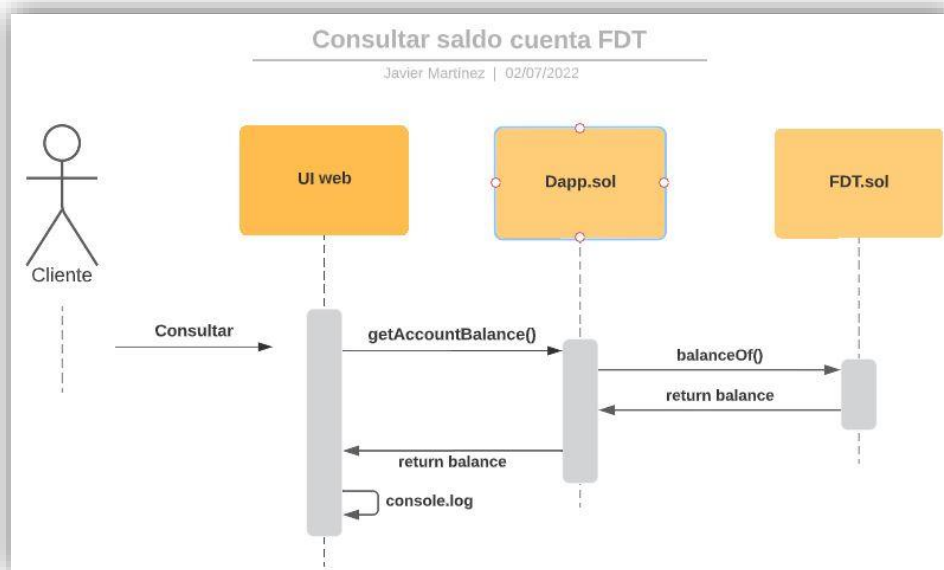 Consultar saldo cuenta FDT
Javier Martínez | 02/07/2022
UI web
Dapp.sol
FDT.sol
Cliente
Consultar
getAccountBalance()
balanceOf()
return balance
return balance
console.log